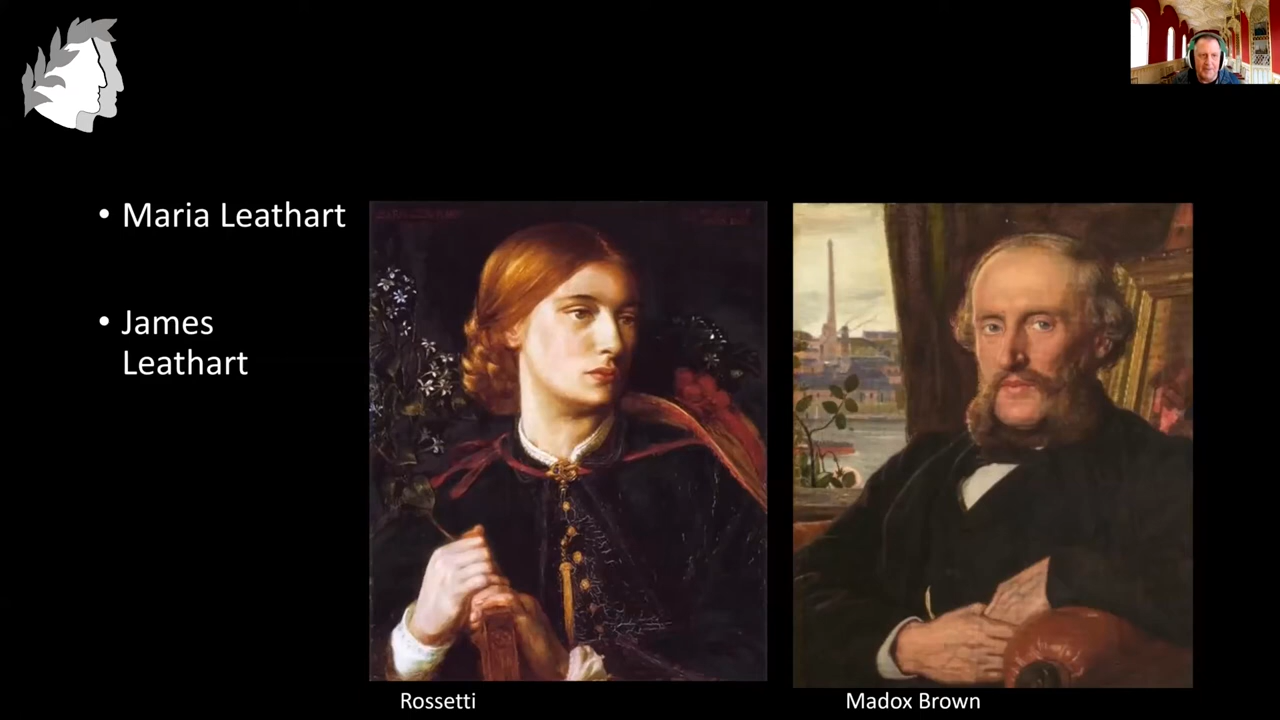 • Maria Leathart
• James
Leathart
Rossetti
Madox Brown